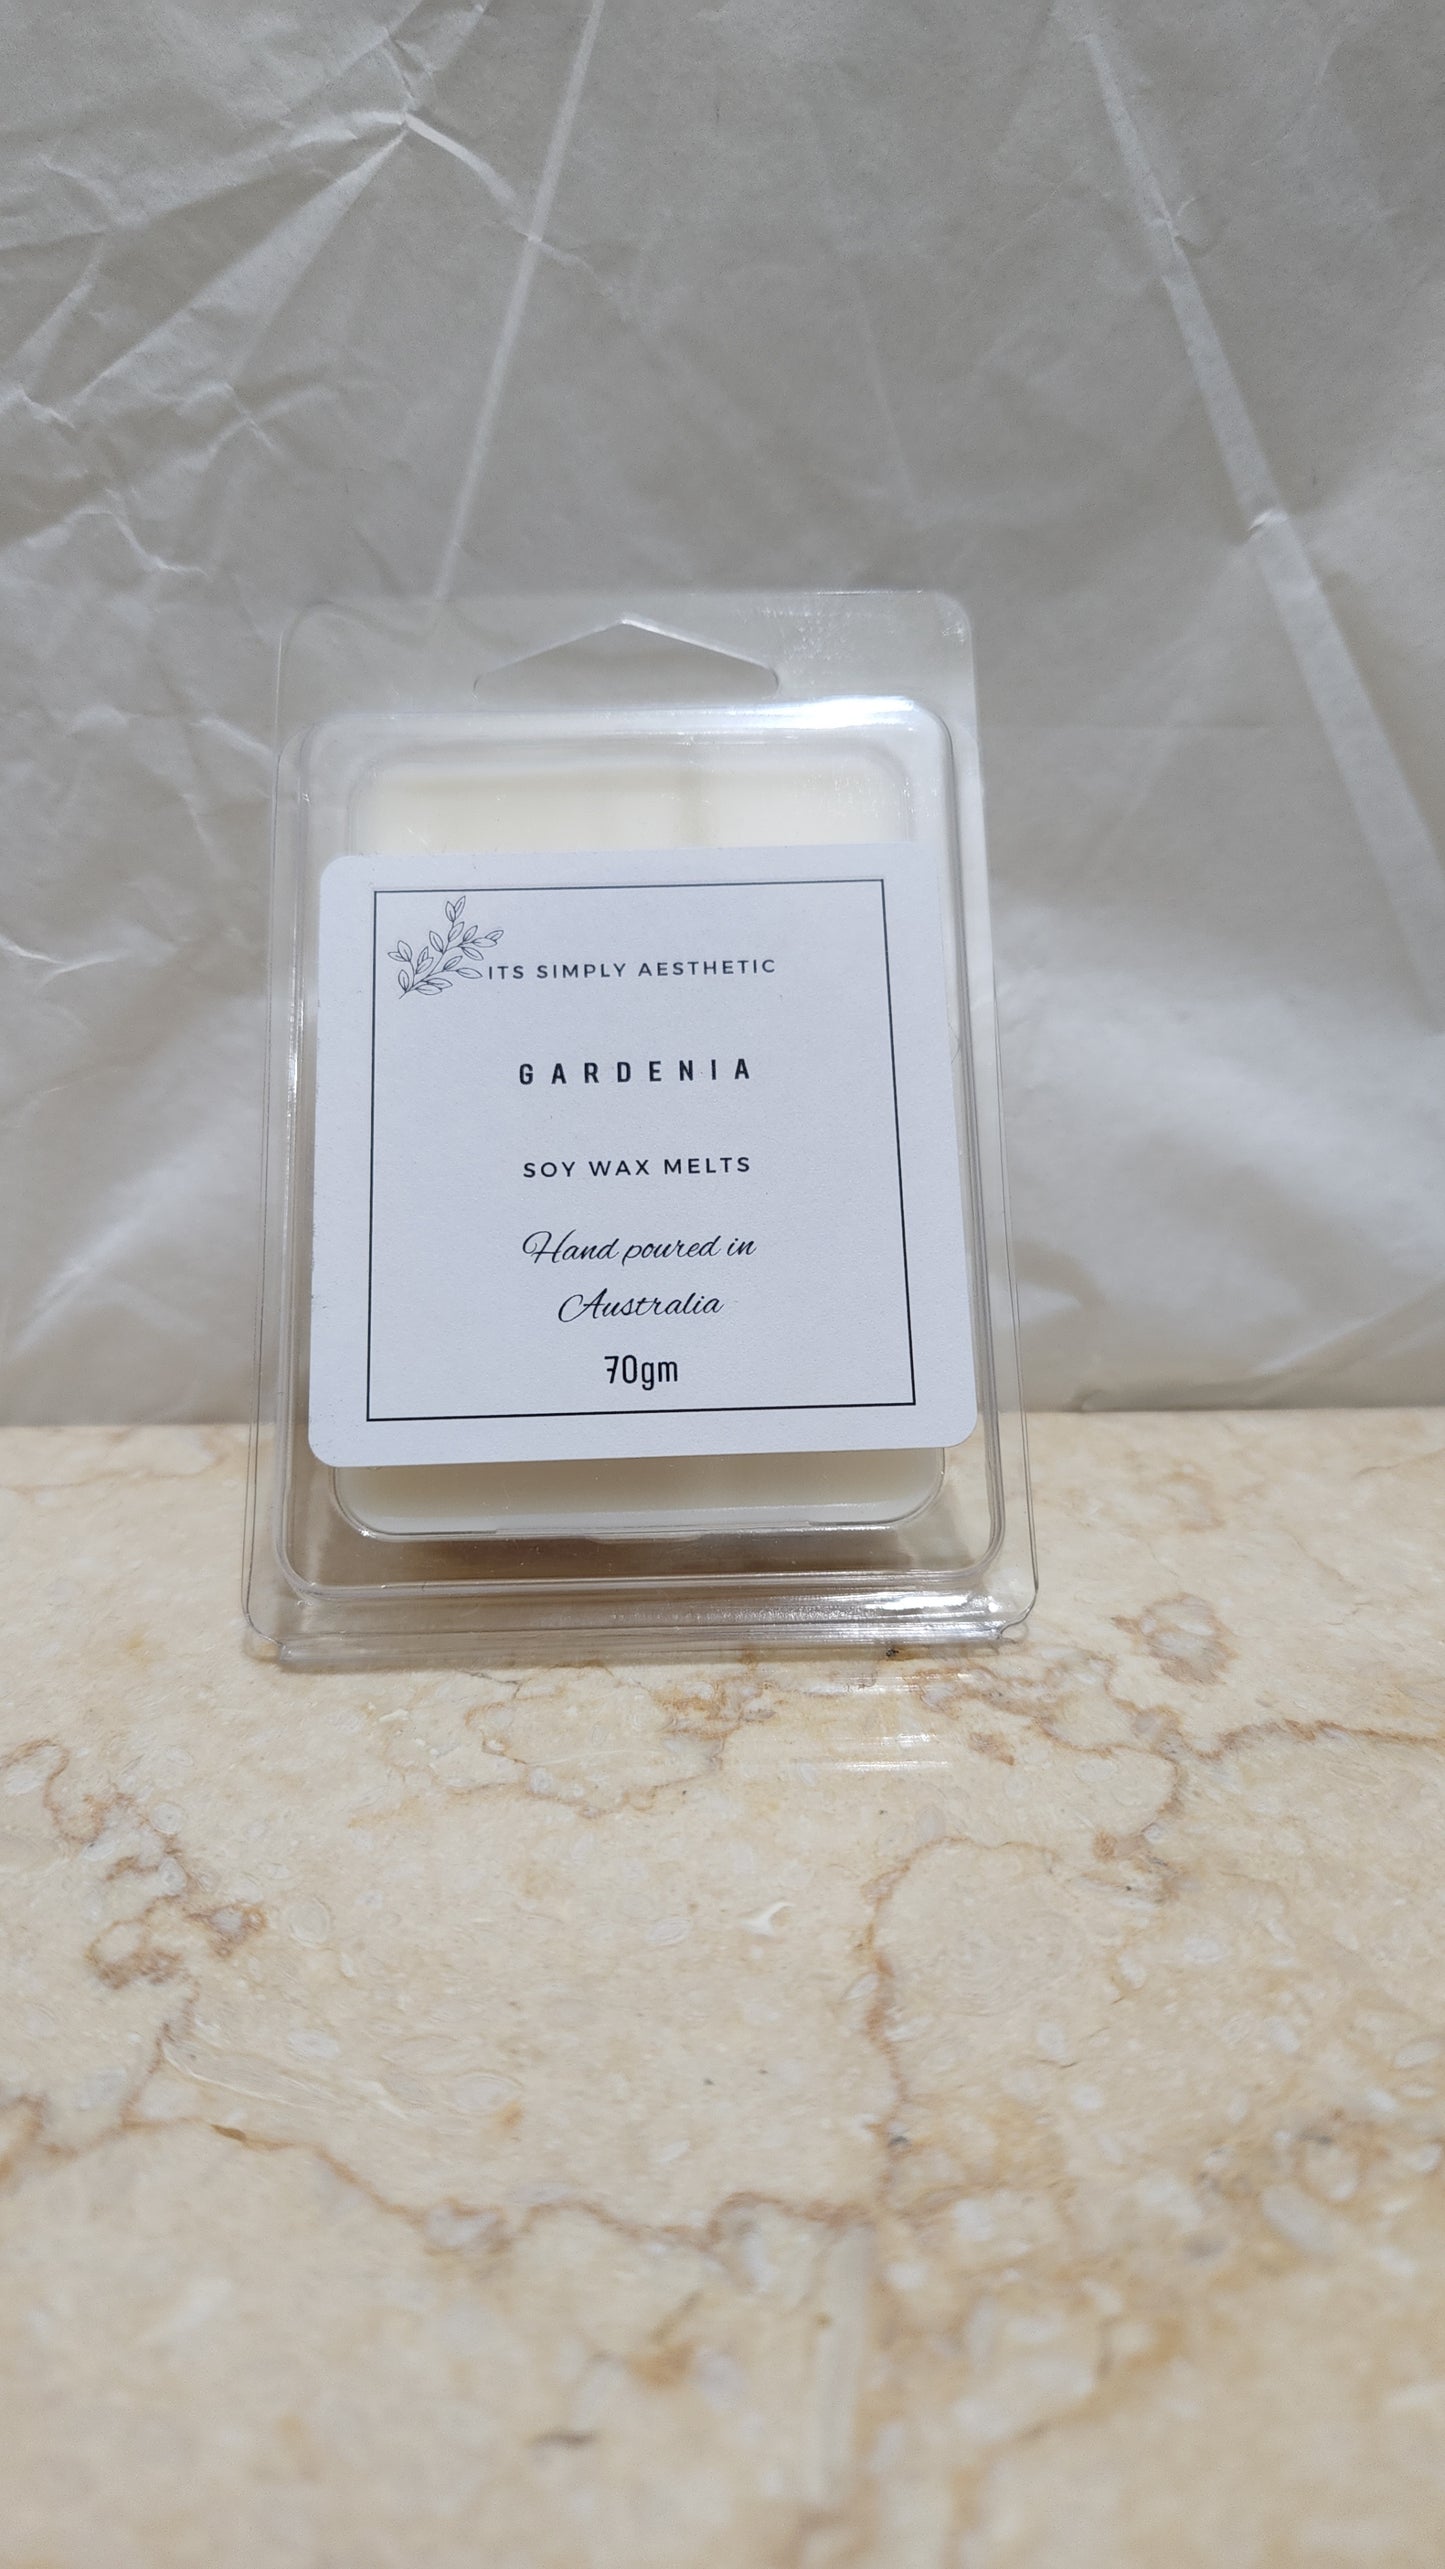 ITS SIMPLY AESTHETIC
GARDENIA
SOY WAX MELTS
Hand poured in
Australia
70gm